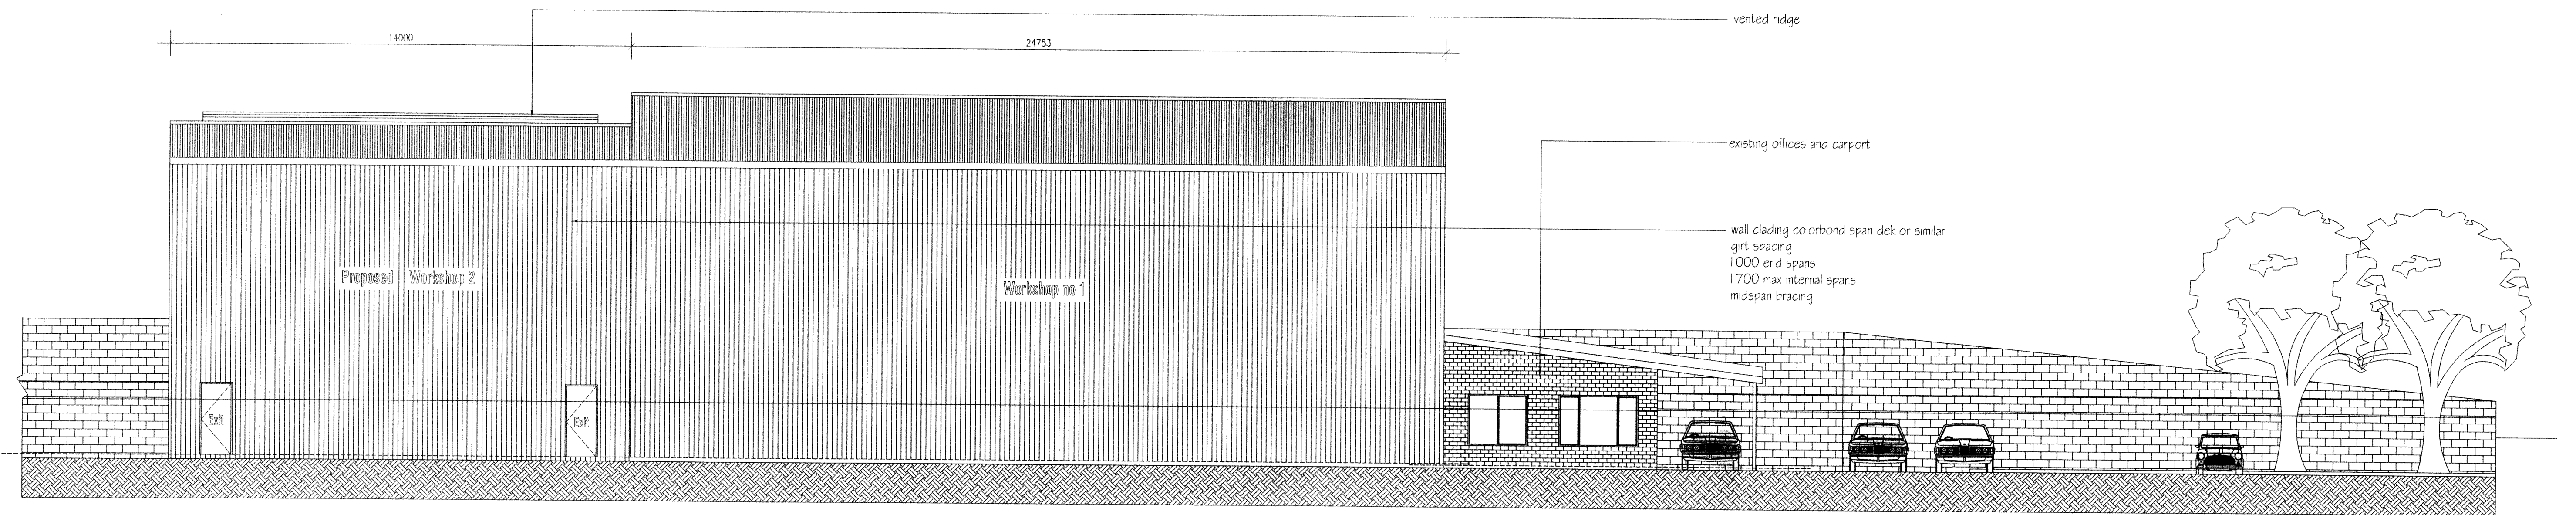 vented ridge
14000
24753
existing offices and carport
wall clading colorbond span dek or similar
girt spacing
1000 end spans
1700 max internal spans
midspan bracing
Proposed Workshop 2
Workshop no 1
Exit
Exit